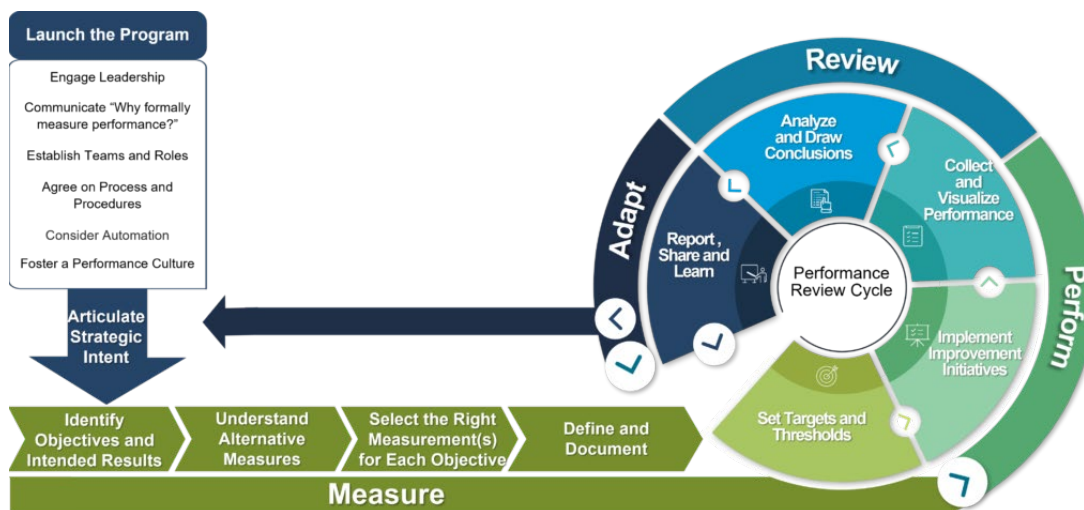 Launch the Program
Engage Leadership
Communicate “Why formally
measure performance?”
Establish Teams and Roles
Agree on Process and
Procedures
Consider Automation
Foster a Performance Culture
Articulate
Strategic
Intent
Identify
Objectives and
Intended Results
Understand
Alternative
Measures
Select the Right
Measurement(s)
for Each Objective
Define and
Document
Measure
Set Targets and
Thresholds
Implement
Improvement
Initiatives
Perform
Collect
and
Visualize
Performance
Review
Analyze
and Draw
Conclusions
Adapt
Report ,
Share and
Learn
Performance
Review Cycle